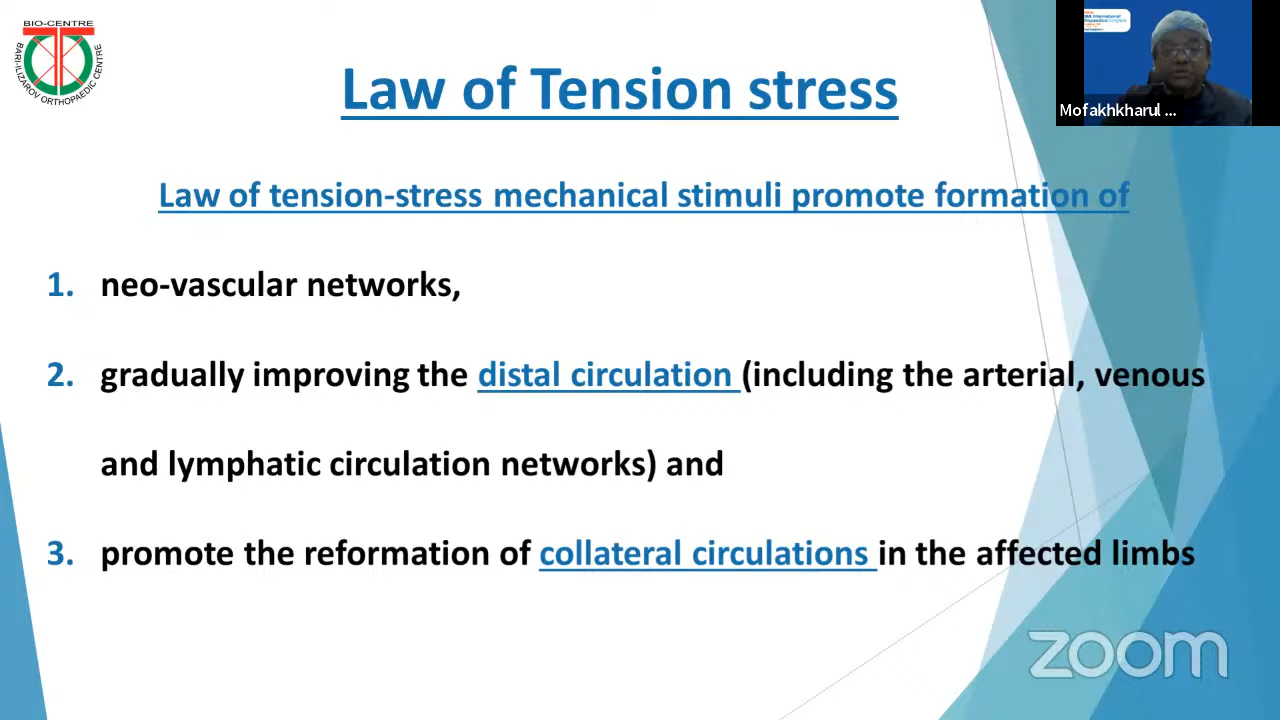 BIO-CENTRE
BARI-ILIZAROV ORTHOPAEDIC CENTRE
Law of Tension stress
Mofakhkharul ...
Law of tension-stress mechanical stimuli promote formation of
1. neo-vascular networks,
2. gradually improving the distal circulation (including the arterial, venous
and lymphatic circulation networks) and
3. promote the reformation of collateral circulations in the affected limbs
zoom